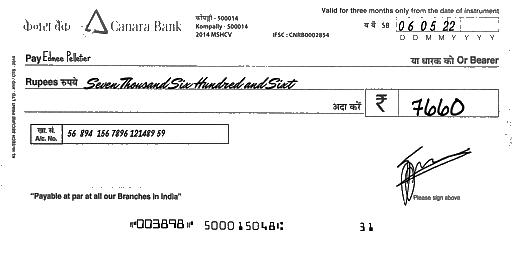 केनरा बैंक Canara Bank
कोंपल्ली - 500014
Kompally - 500014
2014 MSHCV
IFSC : CNRB0002854
Valid for three months only from the date of instrument
SB 06 05 22
D D M M Y Y Y Y
Pay Edmee Pelletier या धारक को Or Bearer
Rupees रुपये Seven Thousand Six Hundred and Sixt
अदा करें ₹ 7660
खा. सं.
A/c. No. 56 894 156 7896 121489 59
Please sign above
"Payable at par at all our Branches in India"
⑈003898⑈ 500015048⑆ 31